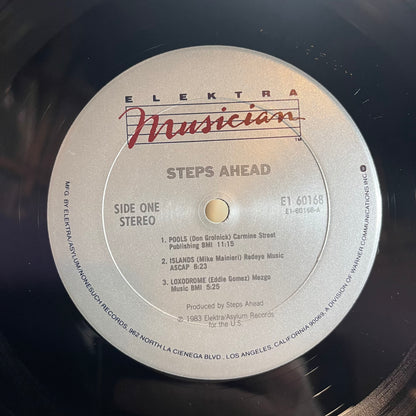 ELEKTRA
Musician
TM
STEPS AHEAD
SIDE ONE
STEREO
E1 60168
E1-60168-A
1. POOLS (Don Grolnick) Carmine Street
Publishing BMI 11:15
2. ISLANDS (Mike Mainieri) Redeye Music
ASCAP 6:23
3. LOXODROME (Eddie Gomez) Mezgo
Music BMI 5:25
Produced by Steps Ahead
℗ 1983 Elektra/Asylum Records
for the U.S.
MFG. BY ELEKTRA/ASYLUM/NONESUCH RECORDS, 962 NORTH LA CIENEGA BLVD., LOS ANGELES, CALIFORNIA 90069, A DIVISION OF WARNER COMMUNICATIONS INC.